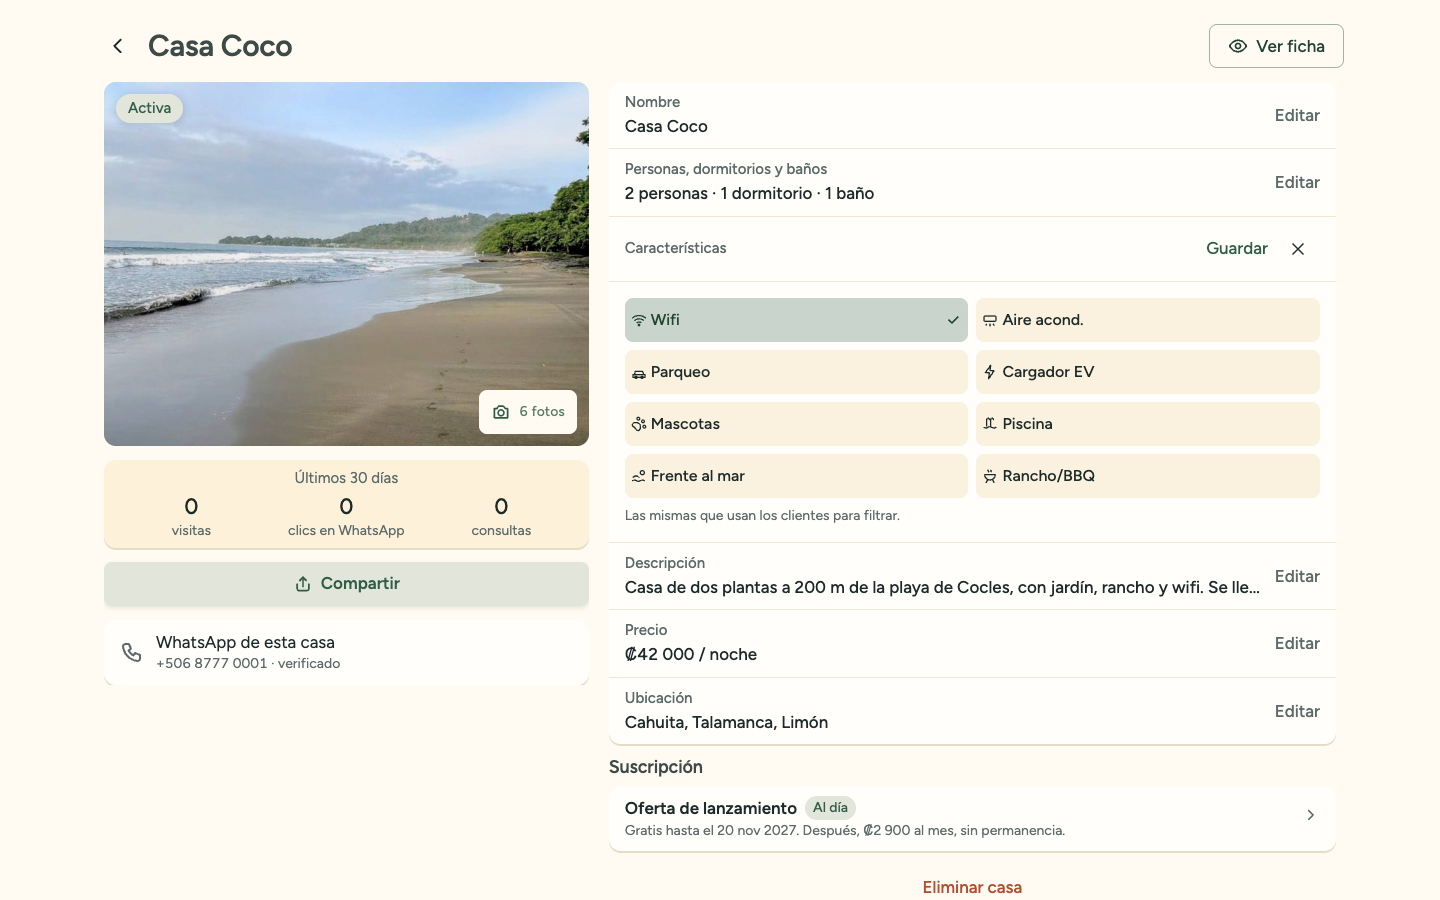 Casa Coco
Ver ficha
Activa
6 fotos
Últimos 30 días
0
visitas
0
clics en WhatsApp
0
consultas
Compartir
WhatsApp de esta casa
+506 8777 0001 · verificado
Nombre
Casa Coco
Editar
Personas, dormitorios y baños
2 personas · 1 dormitorio · 1 baño
Editar
Características
Guardar
Wifi
Aire acond.
Parqueo
Cargador EV
Mascotas
Piscina
Frente al mar
Rancho/BBQ
Las mismas que usan los clientes para filtrar.
Descripción
Casa de dos plantas a 200 m de la playa de Cocles, con jardín, rancho y wifi. Se lle...
Editar
Precio
₡42 000 / noche
Editar
Ubicación
Cahuita, Talamanca, Limón
Editar
Suscripción
Oferta de lanzamiento Al día
Gratis hasta el 20 nov 2027. Después, ₡2 900 al mes, sin permanencia.
Eliminar casa